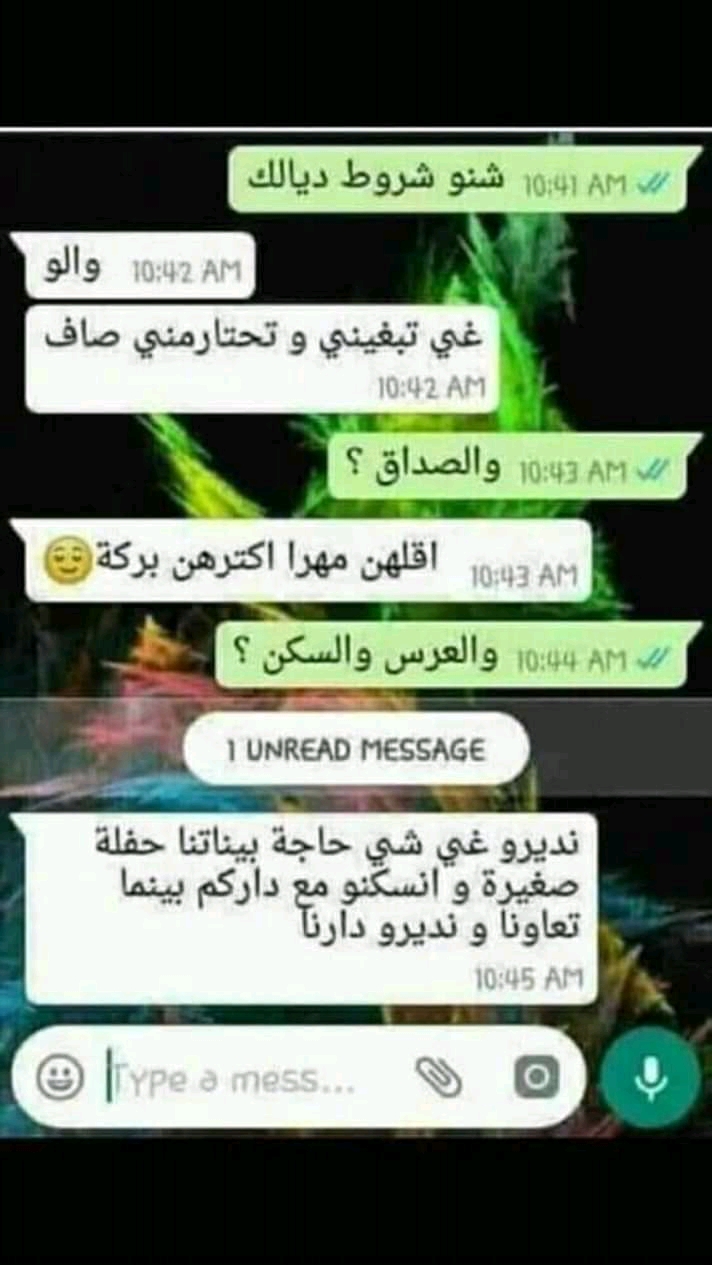 شنو شروط ديالك
10:41 AM
والو
10:42 AM
غي تبغيني و تحتارمني صاف
10:42 AM
والصداق ؟
10:43 AM
اقلهن مهرا اكترهن بركة😌
10:43 AM
والعرس والسكن ؟
10:44 AM
1 UNREAD MESSAGE
نديرو غي شي حاجة بيناتنا حفلة
صغيرة و انسكنو مع داركم بينما
تعاونا و نديرو دارنا
10:45 AM
Type a mess...